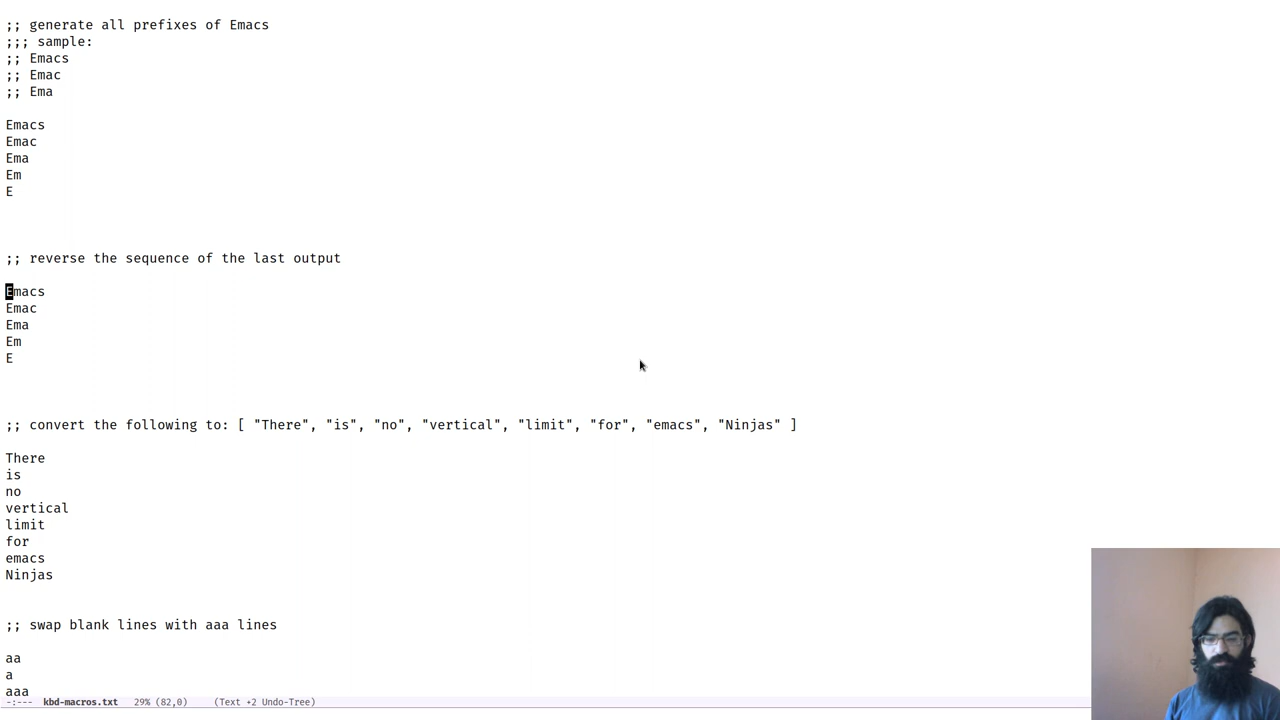 ;; generate all prefixes of Emacs
;;; sample:
;; Emacs
;; Emac
;; Ema
Emacs
Emac
Ema
Em
E
;; reverse the sequence of the last output
Emacs
Emac
Ema
Em
E
;; convert the following to: [ "There", "is", "no", "vertical", "limit", "for", "emacs", "Ninjas" ]
There
is
no
vertical
limit
for
emacs
Ninjas
;; swap blank lines with aaa lines
aa
a
aaa
-:--- kbd-macros.txt 29% (82,0) (Text +2 Undo-Tree)